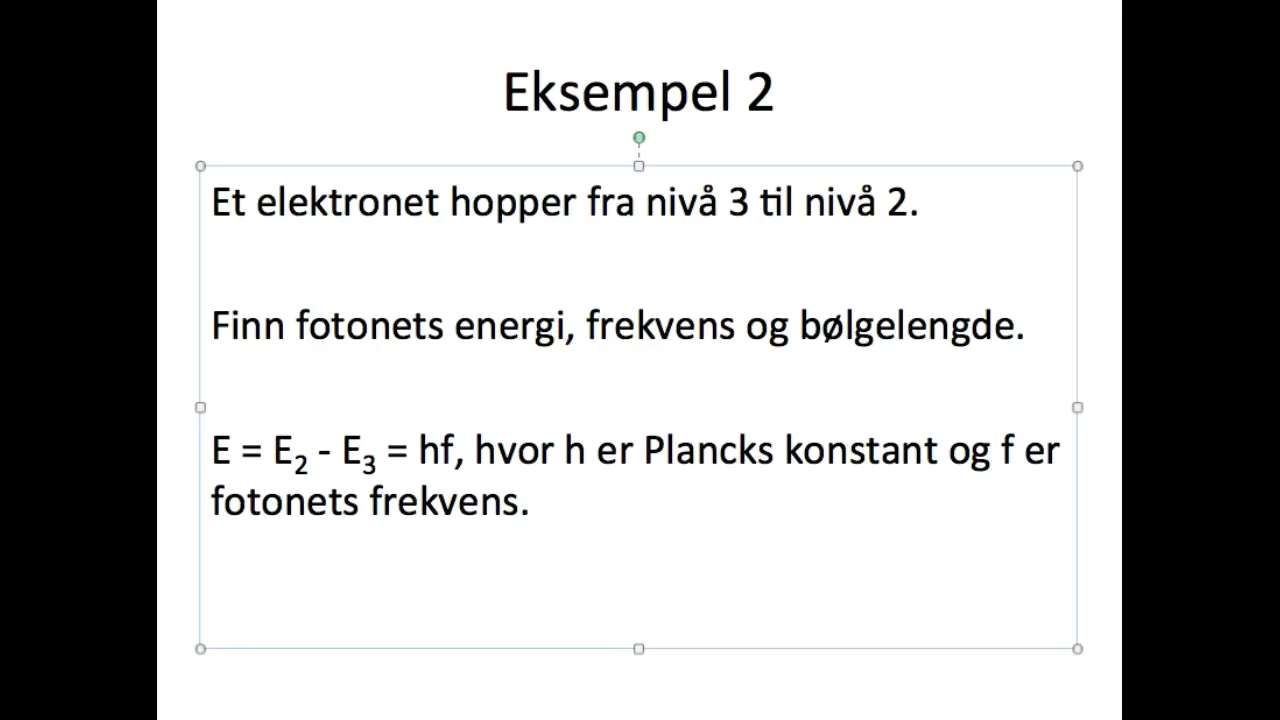 Eksempel 2
Et elektronet hopper fra nivå 3 til nivå 2.
Finn fotonets energi, frekvens og bølgelengde.
E = E₂ - E₃ = hf, hvor h er Plancks konstant og f er
fotonets frekvens.